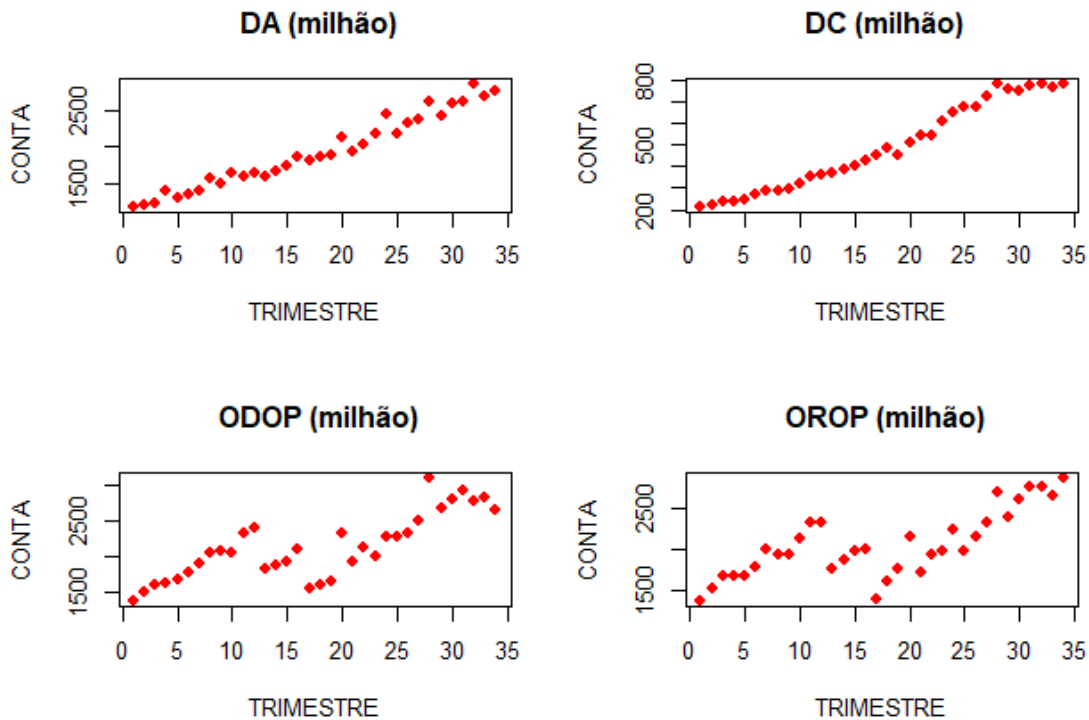 DA (milhão)
CONTA
1500 2500
0 5 10 15 20 25 30 35
TRIMESTRE
DC (milhão)
CONTA
200 500 800
0 5 10 15 20 25 30 35
TRIMESTRE
ODOP (milhão)
CONTA
1500 2500
0 5 10 15 20 25 30 35
TRIMESTRE
OROP (milhão)
CONTA
1500 2500
0 5 10 15 20 25 30 35
TRIMESTRE